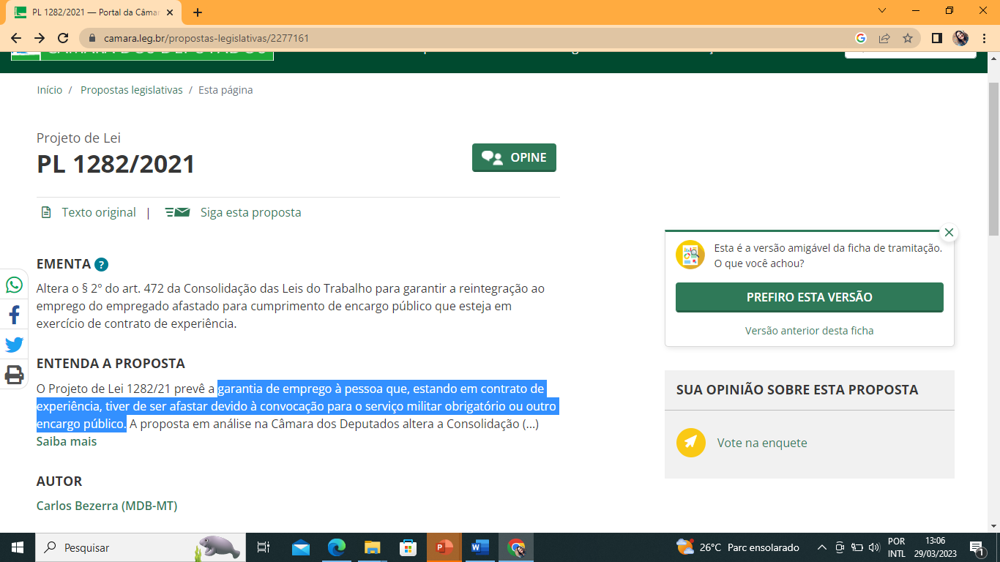 PL 1282/2021 — Portal da Câmar
camara.leg.br/propostas-legislativas/2277161
Início / Propostas legislativas / Esta página
Projeto de Lei
PL 1282/2021
OPINE
Texto original | Siga esta proposta
EMENTA ?
Altera o § 2º do art. 472 da Consolidação das Leis do Trabalho para garantir a reintegração ao
emprego do empregado afastado para cumprimento de encargo público que esteja em
exercício de contrato de experiência.
ENTENDA A PROPOSTA
O Projeto de Lei 1282/21 prevê a garantia de emprego à pessoa que, estando em contrato de
experiência, tiver de ser afastar devido à convocação para o serviço militar obrigatório ou outro
encargo público. A proposta em análise na Câmara dos Deputados altera a Consolidação (...)
Saiba mais
AUTOR
Carlos Bezerra (MDB-MT)
Esta é a versão amigável da ficha de tramitação.
O que você achou?
PREFIRO ESTA VERSÃO
Versão anterior desta ficha
SUA OPINIÃO SOBRE ESTA PROPOSTA
Vote na enquete
Pesquisar
26°C Parc ensolarado
POR
INTL
13:06
29/03/2023
1